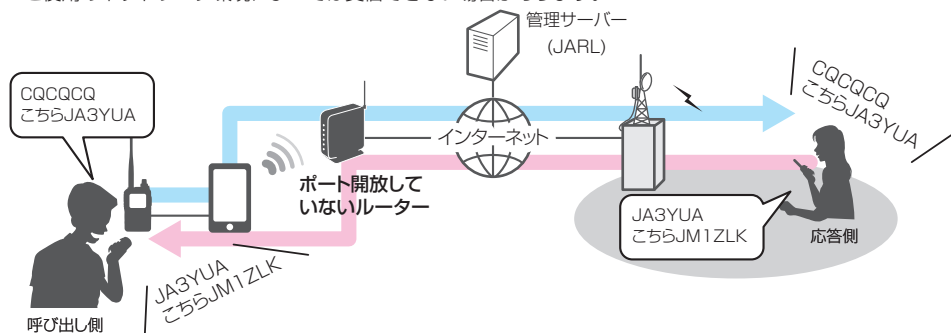 管理サーバー
(JARL)
CQCQCQ
こちらJA3YUA
CQCQCQ
こちらJA3YUA
インターネット
ポート開放して
いないルーター
JA3YUA
こちらJM1ZLK
応答側
JA3YUA
こちらJM1ZLK
呼び出し側